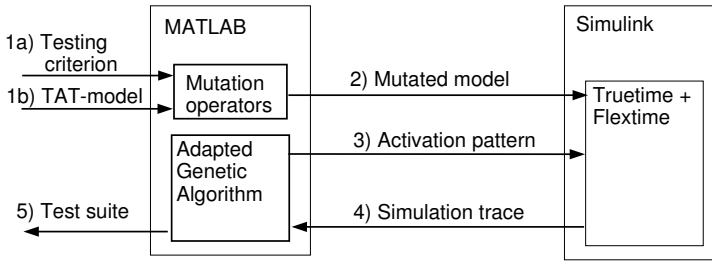 MATLAB
Simulink
1a) Testing
criterion
1b) TAT-model
Mutation
operators
2) Mutated model
Truetime +
Flextime
Adapted
Genetic
Algorithm
3) Activation pattern
4) Simulation trace
5) Test suite